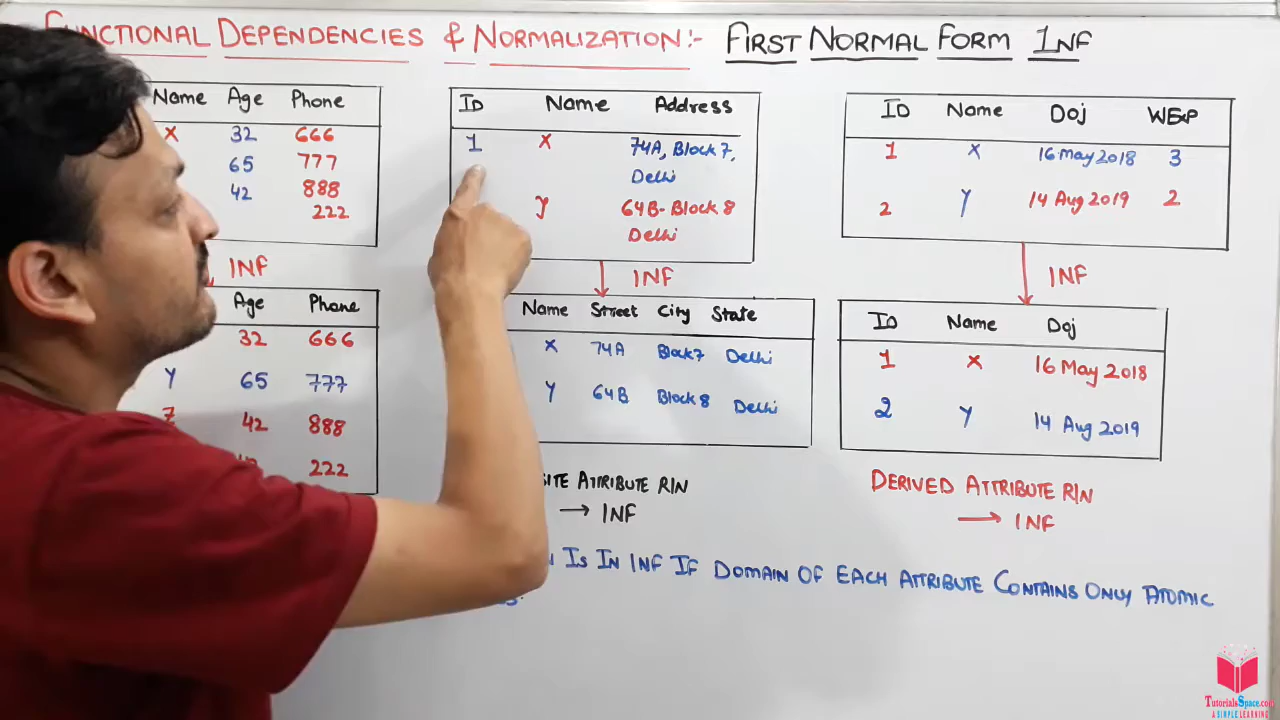 FUNCTIONAL DEPENDENCIES & NORMALIZATION:- FIRST NORMAL FORM 1NF
Name Age Phone
X 32 666
65 777
42 888
222
1NF
Age Phone
32 666
Y 65 777
Z 42 888
222
ID Name Address
1 X 74A, Block 7,
Delhi
Y 64B- Block 8
Delhi
1NF
Name Street City State
X 74A Block7 Delhi
Y 64B Block 8 Delhi
ATTRIBUTE R/N
→ 1NF
ID Name Doj WExP
1 X 16 May 2018 3
2 Y 14 Aug 2019 2
1NF
ID Name Doj
1 X 16 May 2018
2 Y 14 Aug 2019
DERIVED ATTRIBUTE R/N
→ 1NF
IS IN 1NF IF DOMAIN OF EACH ATTRIBUTE CONTAINS ONLY ATOMIC
TutorialsSpace.com
A SIMPLE LEARNING